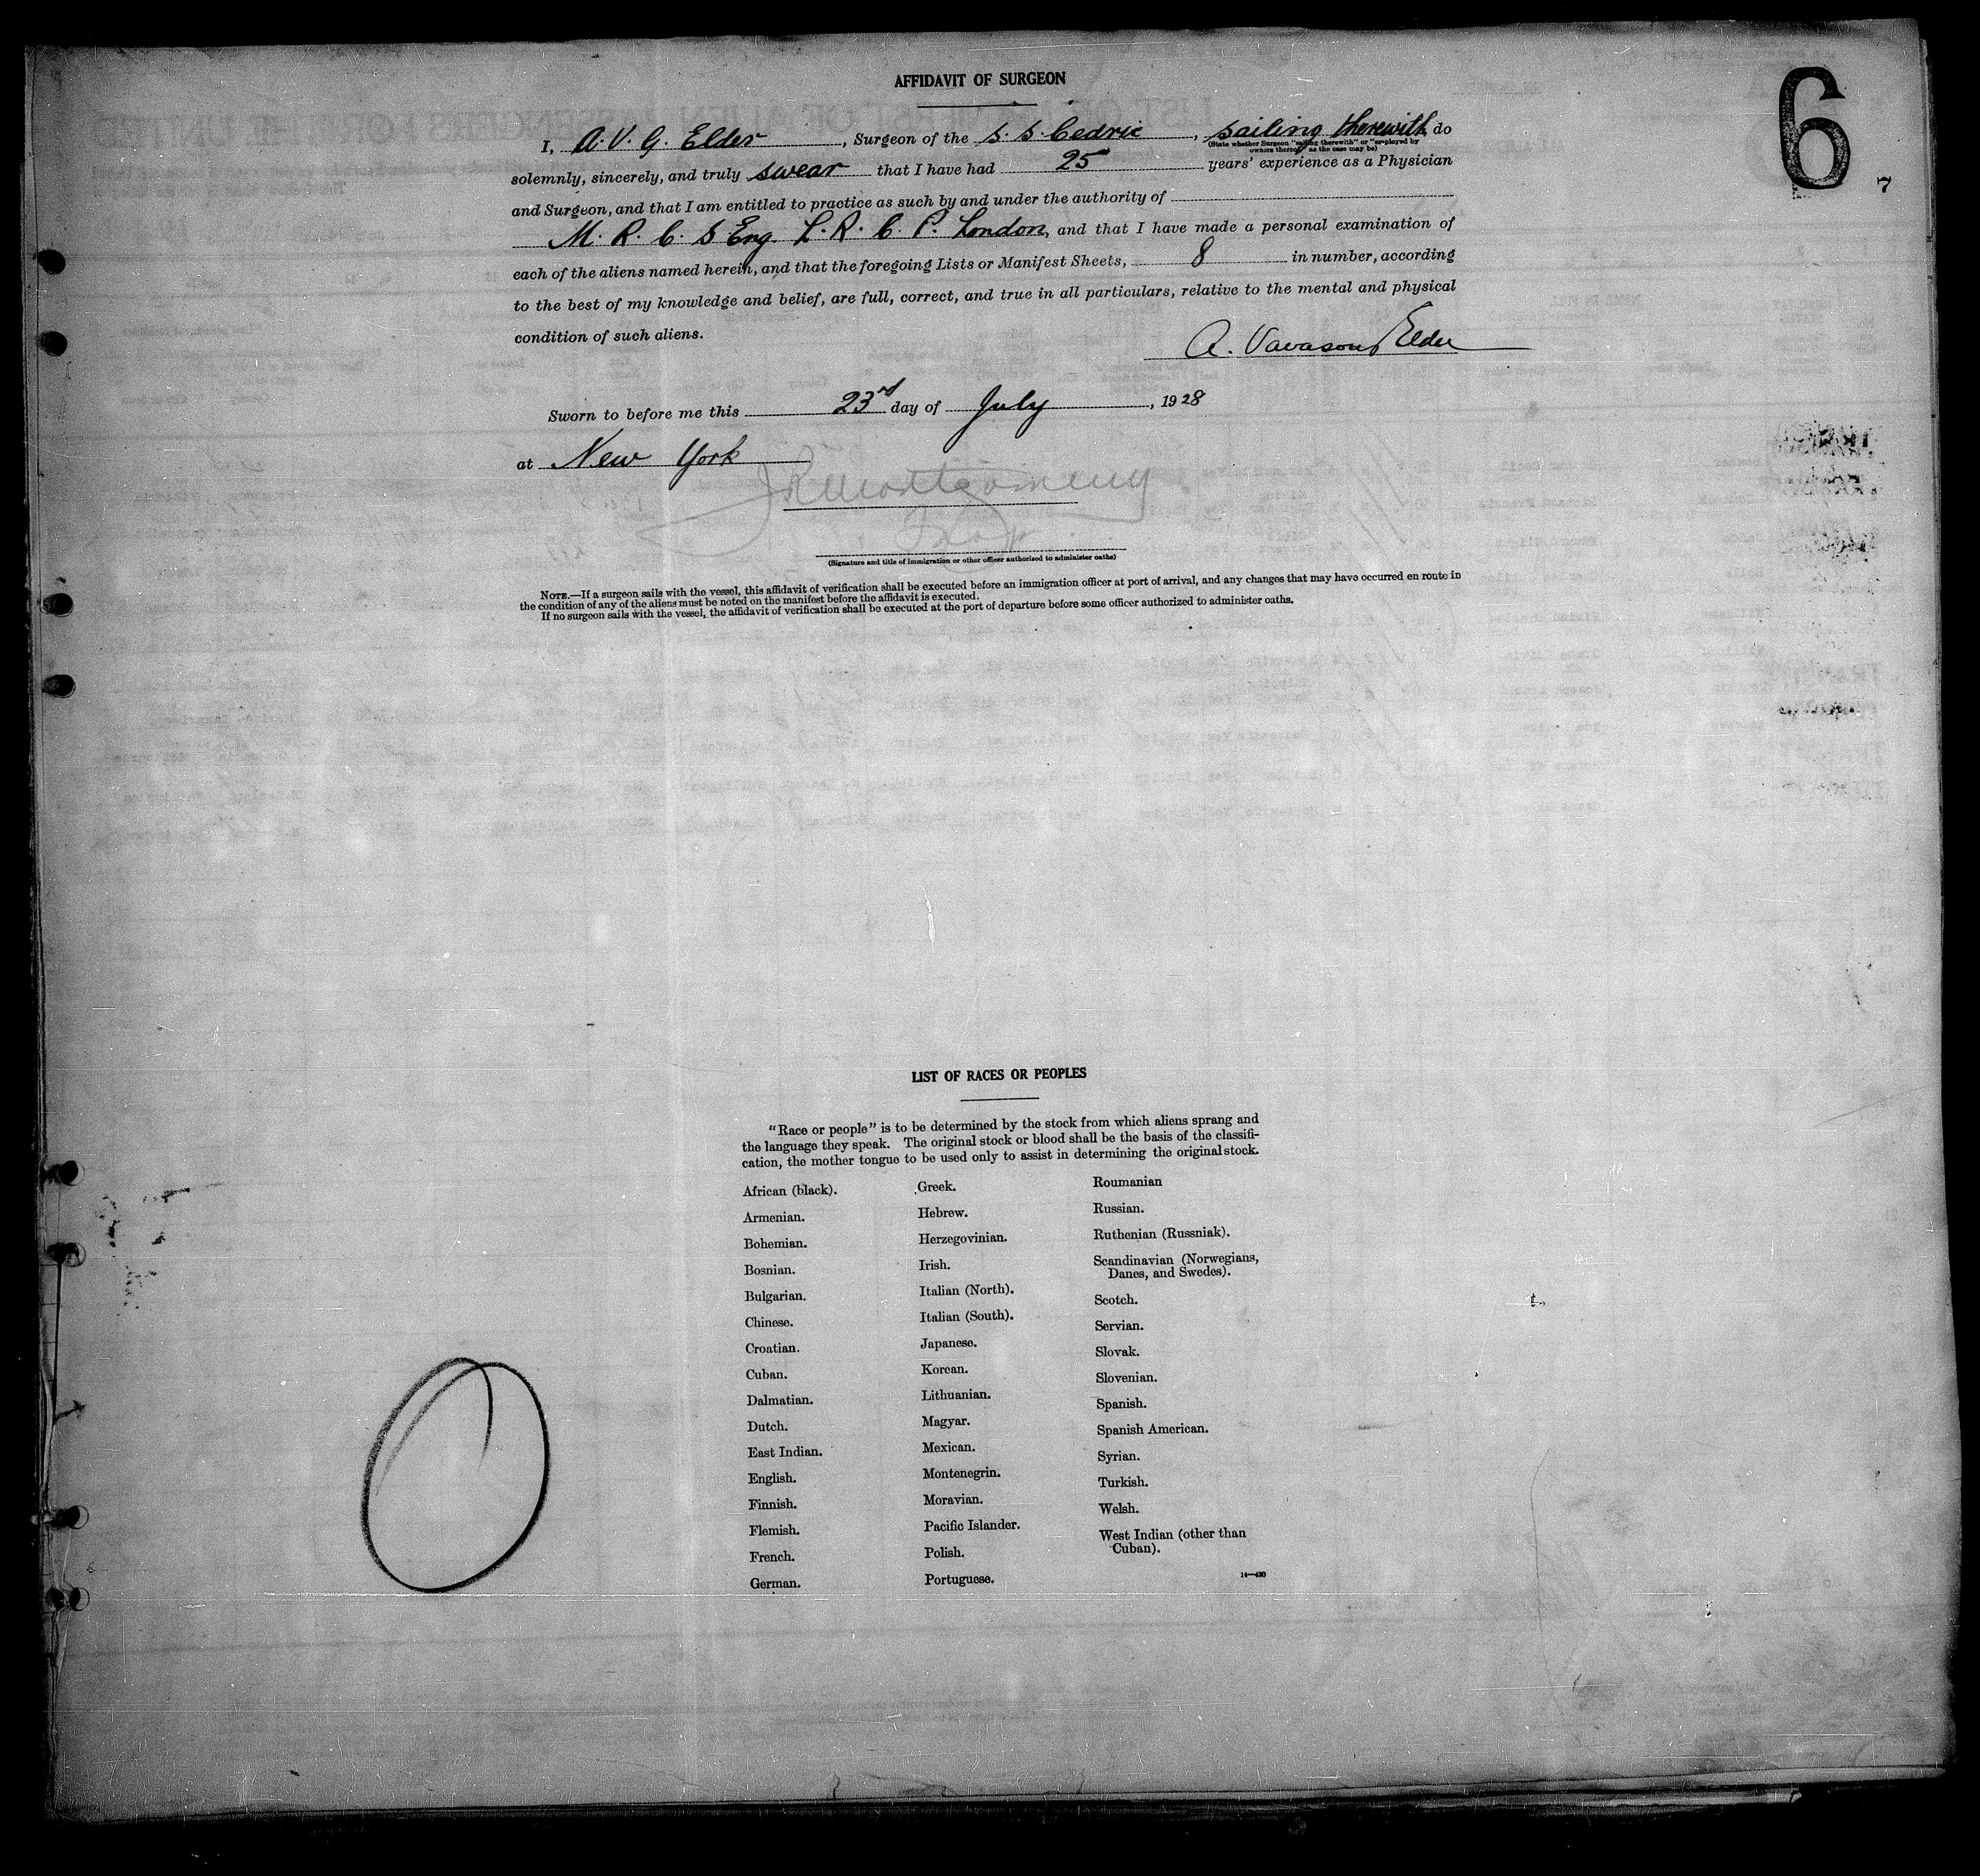 6
7
AFFIDAVIT OF SURGEON
I, A. V. G. Elder, Surgeon of the S. S. Cedric, sailing therewith, do
(State whether Surgeon "sailing therewith" or "employed by
owners thereof" as the case may be)
solemnly, sincerely, and truly swear that I have had 25 years' experience as a Physician
and Surgeon, and that I am entitled to practice as such by and under the authority of
M. R. C. S Eng. L. R. C. P. London, and that I have made a personal examination of
each of the aliens named herein, and that the foregoing Lists or Manifest Sheets, 8 in number, according
to the best of my knowledge and belief, are full, correct, and true in all particulars, relative to the mental and physical
condition of such aliens.
A. Vavasour Elder
Sworn to before me this 23rd day of July, 1928
at New York
Montgomery
(Signature and title of immigration or other officer authorized to administer oaths)
NOTE.—If a surgeon sails with the vessel, this affidavit of verification shall be executed before an immigration officer at port of arrival, and any changes that may have occurred en route in
the condition of any of the aliens must be noted on the manifest before the affidavit is executed.
If no surgeon sails with the vessel, the affidavit of verification shall be executed at the port of departure before some officer authorized to administer oaths.
LIST OF RACES OR PEOPLES
"Race or people" is to be determined by the stock from which aliens sprang and
the language they speak. The original stock or blood shall be the basis of the classifi-
cation, the mother tongue to be used only to assist in determining the original stock.
African (black).
Armenian.
Bohemian.
Bosnian.
Bulgarian.
Chinese.
Croatian.
Cuban.
Dalmatian.
Dutch.
East Indian.
English.
Finnish.
Flemish.
French.
German.
Greek.
Hebrew.
Herzegovinian.
Irish.
Italian (North).
Italian (South).
Japanese.
Korean.
Lithuanian.
Magyar.
Mexican.
Montenegrin.
Moravian.
Pacific Islander.
Polish.
Portuguese.
Roumanian
Russian.
Ruthenian (Russniak).
Scandinavian (Norwegians,
Danes, and Swedes).
Scotch.
Servian.
Slovak.
Slovenian.
Spanish.
Spanish American.
Syrian.
Turkish.
Welsh.
West Indian (other than
Cuban).